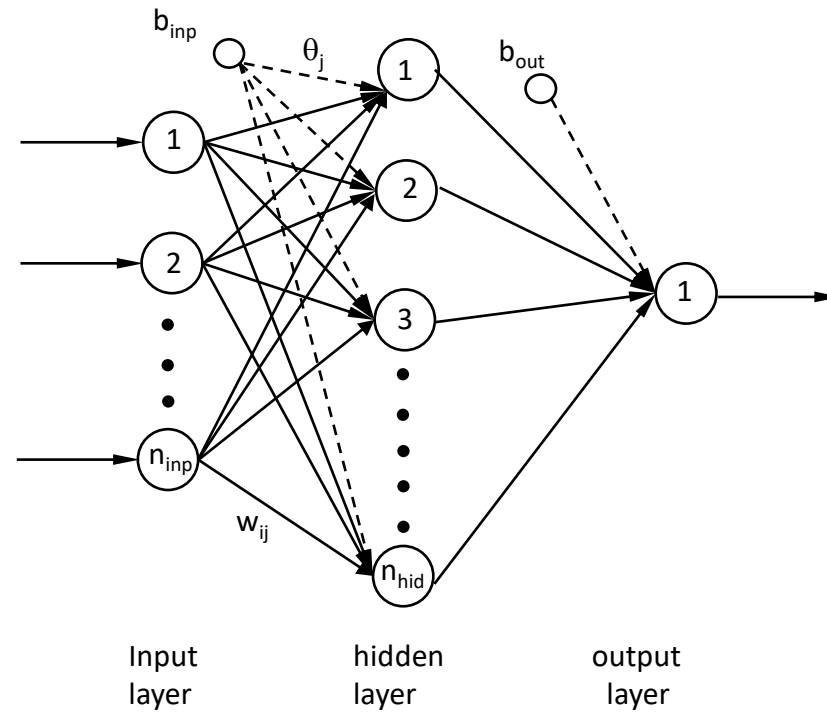 b_inp
θ_j
1
b_out
1
2
2
1
3
n_inp
w_ij
n_hid
Input
layer
hidden
layer
output
layer